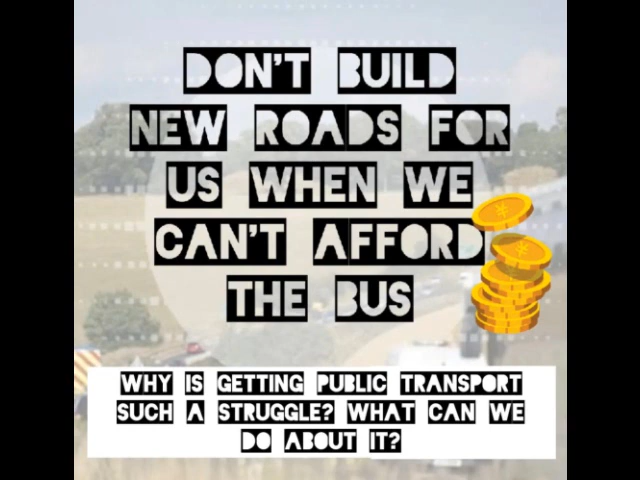 DON'T BUILD
NEW ROADS FOR
US WHEN WE
CAN'T AFFORD
THE BUS
WHY IS GETTING PUBLIC TRANSPORT
SUCH A STRUGGLE? WHAT CAN WE
DO ABOUT IT?